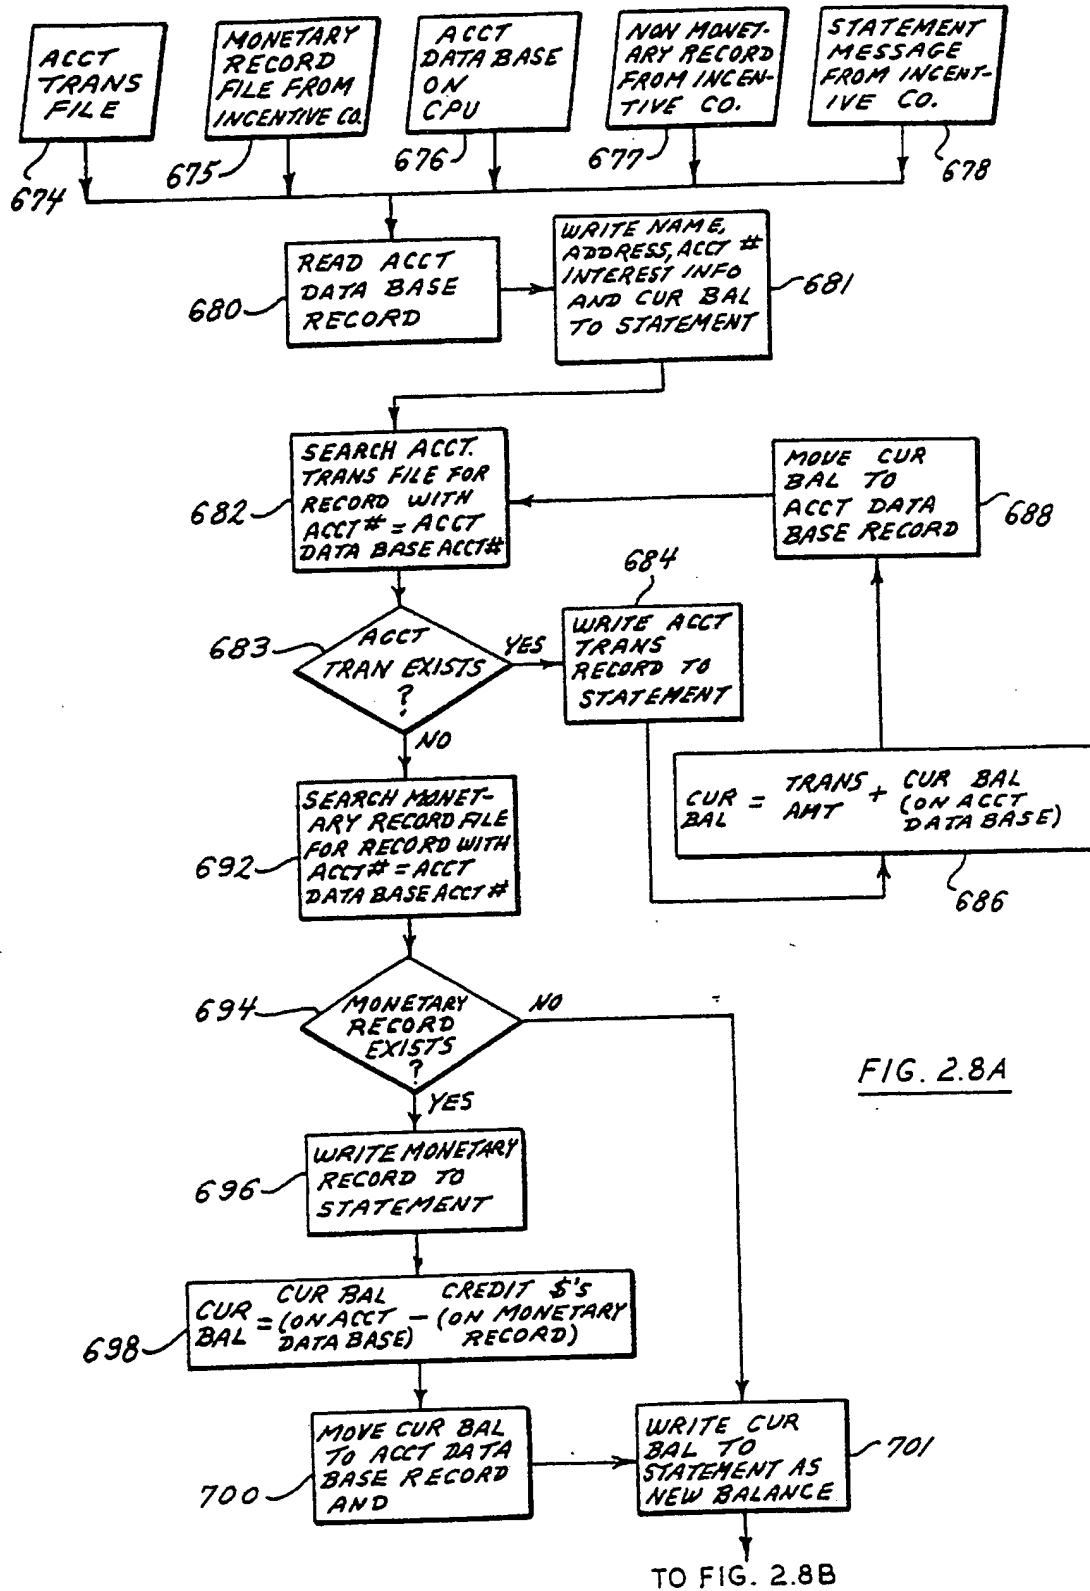 ACCT
TRANS
FILE
MONETARY
RECORD
FILE FROM
INCENTIVE CO.
ACCT
DATA BASE
ON
CPU
NON MONET-
ARY RECORD
FROM INCEN-
TIVE CO.
STATEMENT
MESSAGE
FROM INCENT-
IVE CO.
674
675
676
677
678
READ ACCT
DATA BASE
RECORD
680
WRITE NAME,
ADDRESS, ACCT #
INTEREST INFO
AND CUR BAL
TO STATEMENT
681
SEARCH ACCT.
TRANS FILE FOR
RECORD WITH
ACCT # = ACCT
DATA BASE ACCT#
682
MOVE CUR
BAL TO
ACCT DATA
BASE RECORD
688
684
ACCT
TRAN EXISTS
?
683
YES
NO
WRITE ACCT
TRANS
RECORD TO
STATEMENT
CUR BAL = TRANS AMT + CUR BAL
(ON ACCT
DATA BASE)
686
SEARCH MONET-
ARY RECORD FILE
FOR RECORD WITH
ACCT # = ACCT
DATA BASE ACCT #
692
MONETARY
RECORD
EXISTS
?
694
NO
YES
FIG. 2.8A
WRITE MONETARY
RECORD TO
STATEMENT
696
CUR BAL CREDIT $'S
CUR BAL = (ON ACCT - (ON MONETARY
DATA BASE) RECORD)
698
MOVE CUR BAL
TO ACCT DATA
BASE RECORD
AND
700
WRITE CUR
BAL TO
STATEMENT AS
NEW BALANCE
701
TO FIG. 2.8B